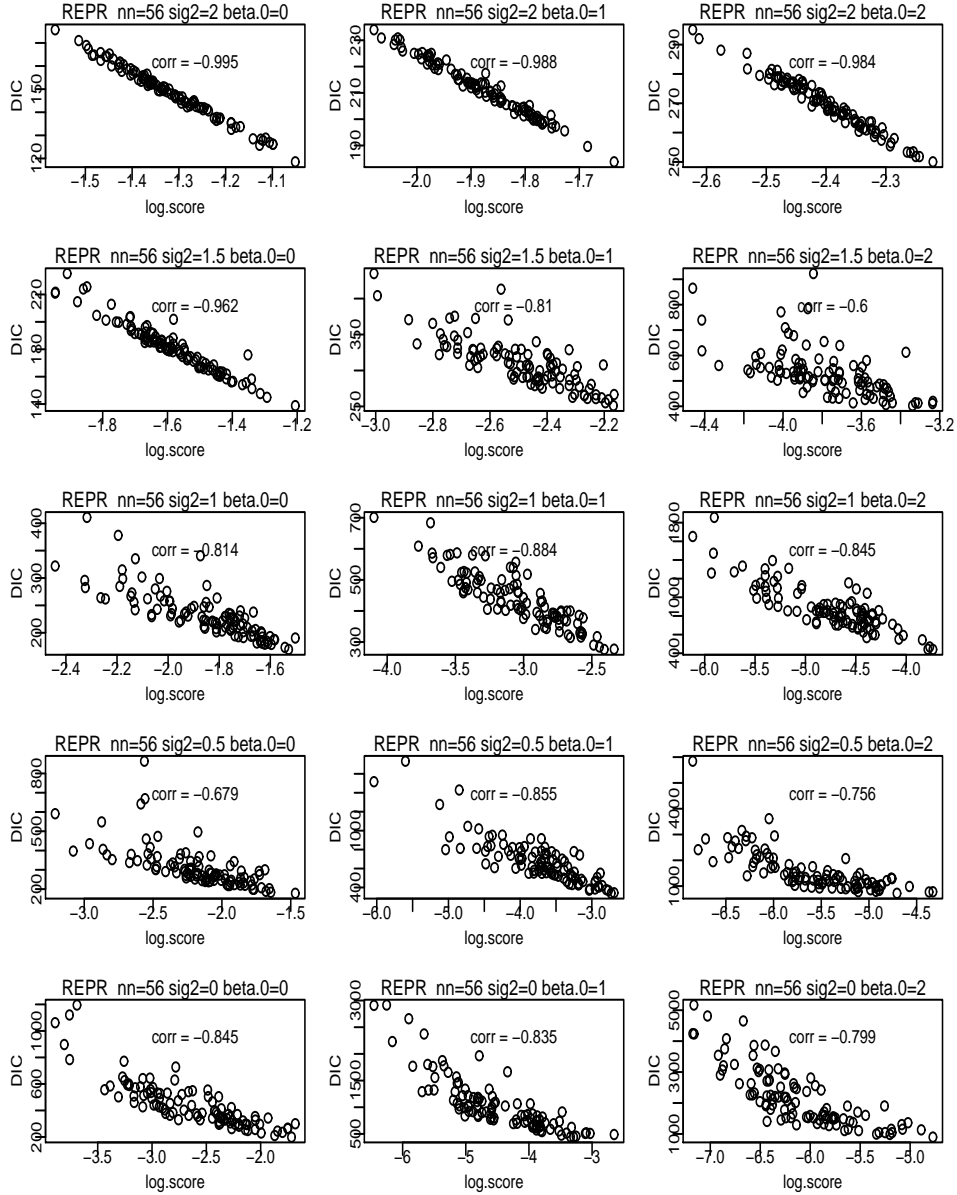 REPR nn=56 sig2=2 beta.0=0
corr = −0.995
DIC
120
150
−1.5
−1.4
−1.3
−1.2
−1.1
log.score
REPR nn=56 sig2=2 beta.0=1
corr = −0.988
DIC
190
210
230
−2.0
−1.9
−1.8
−1.7
log.score
REPR nn=56 sig2=2 beta.0=2
corr = −0.984
DIC
250
270
290
−2.6
−2.5
−2.4
−2.3
log.score
REPR nn=56 sig2=1.5 beta.0=0
corr = −0.962
DIC
140
180
220
−1.8
−1.6
−1.4
−1.2
log.score
REPR nn=56 sig2=1.5 beta.0=1
corr = −0.81
DIC
250
350
−3.0
−2.8
−2.6
−2.4
−2.2
log.score
REPR nn=56 sig2=1.5 beta.0=2
corr = −0.6
DIC
400
600
800
−4.4
−4.0
−3.6
−3.2
log.score
REPR nn=56 sig2=1 beta.0=0
corr = −0.814
DIC
200
300
400
−2.4
−2.2
−2.0
−1.8
−1.6
log.score
REPR nn=56 sig2=1 beta.0=1
corr = −0.884
DIC
300
500
700
−4.0
−3.5
−3.0
−2.5
log.score
REPR nn=56 sig2=1 beta.0=2
corr = −0.845
DIC
400
1000
1800
−6.0
−5.5
−5.0
−4.5
−4.0
log.score
REPR nn=56 sig2=0.5 beta.0=0
corr = −0.679
DIC
200
500
800
−3.0
−2.5
−2.0
−1.5
log.score
REPR nn=56 sig2=0.5 beta.0=1
corr = −0.855
DIC
400
1000
−6.0
−5.0
−4.0
−3.0
log.score
REPR nn=56 sig2=0.5 beta.0=2
corr = −0.756
DIC
1000
4000
−6.5
−6.0
−5.5
−5.0
−4.5
log.score
REPR nn=56 sig2=0 beta.0=0
corr = −0.845
DIC
200
600
1000
−3.5
−3.0
−2.5
−2.0
log.score
REPR nn=56 sig2=0 beta.0=1
corr = −0.835
DIC
500
1500
3000
−6
−5
−4
−3
log.score
REPR nn=56 sig2=0 beta.0=2
corr = −0.799
DIC
1000
3000
5000
−7.0
−6.5
−6.0
−5.5
−5.0
log.score